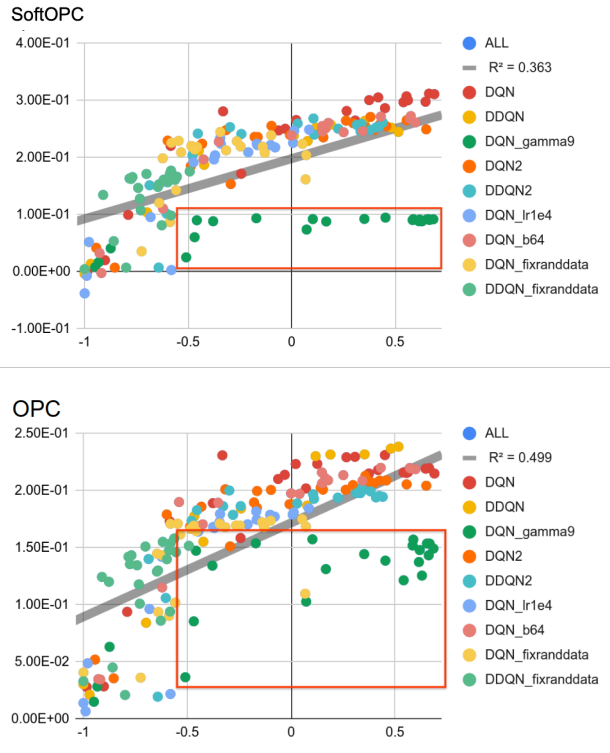 SoftOPC
4.00E-01
ALL
R² = 0.363
3.00E-01
DQN
DDQN
2.00E-01
DQN_gamma9
DQN2
1.00E-01
DDQN2
DQN_lr1e4
0.00E+00
DQN_b64
DQN_fixranddata
-1.00E-01
DDQN_fixranddata
-1 -0.5 0 0.5
OPC
2.50E-01
ALL
R² = 0.499
2.00E-01
DQN
DDQN
1.50E-01
DQN_gamma9
DQN2
1.00E-01
DDQN2
DQN_lr1e4
5.00E-02
DQN_b64
DQN_fixranddata
0.00E+00
DDQN_fixranddata
-1 -0.5 0 0.5